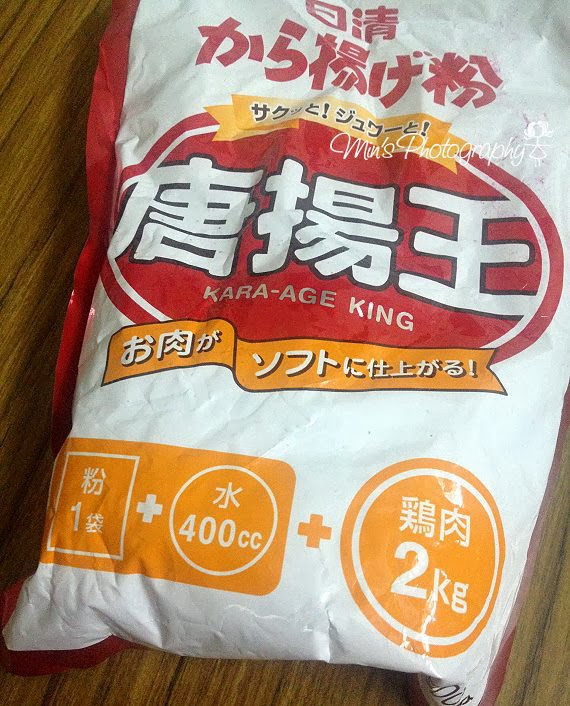 日清
から揚げ粉
サクッと!ジュワーと!
Min's Photography
唐揚王
KARA-AGE KING
お肉が
ソフトに仕上がる!
粉
1袋
+
水
400cc
+
鶏肉
2kg